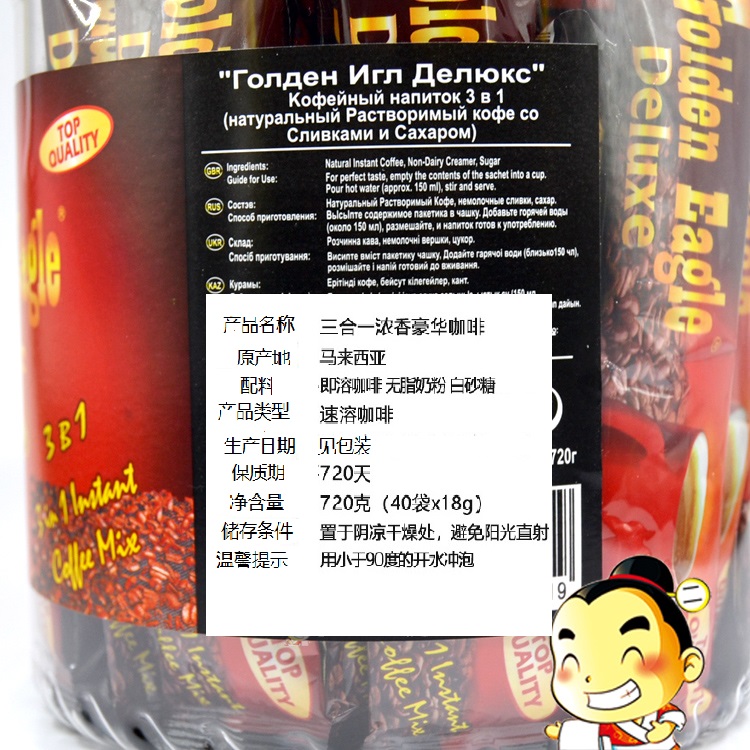 Golden Eagle
Deluxe
TOP
QUALITY
gle
®
3 в 1
3 in 1 Instant
Coffee Mix
"Голден Игл Делюкс"
Кофейный напиток 3 в 1
(натуральный Растворимый кофе со
Сливками и Сахаром)
GBR Ingredients: Natural Instant Coffee, Non-Dairy Creamer, Sugar
Guide for Use: For perfect taste, empty the contents of the sachet into a cup.
Pour hot water (approx. 150 ml), stir and serve.
RUS Состэв: Натуральный Растворимый Кофе, немолочные сливки, сахар.
Способ приготовления: Высыпте содержимое пакетика в чашку. Добавьте горячей воды
(около 150 мл), размешайте, и напиток готов к употреблению.
UKR Склад: Розчинна кава, немолочні вершки, цукор.
Спосіб приготування: Висипте вміст пакетику чашку, Додайте гарячої води (близько150 чл),
розмішайте і напій готовий до вживання.
KAZ Курамы: Ерітінді кофе, бейсут кілегейлер, кант.
дайын.
产品名称 三合一浓香豪华咖啡
原产地 马来西亚
配料 即溶咖啡 无脂奶粉 白砂糖
产品类型 速溶咖啡
生产日期 见包装
保质期 720天
净含量 720克（40袋x18g）
储存条件 置于阴凉干燥处，避免阳光直射
温馨提示 用小于90度的开水冲泡
720г
19
TOP
QUALITY
Instant
Coffee Mix
TOP
QUALITY